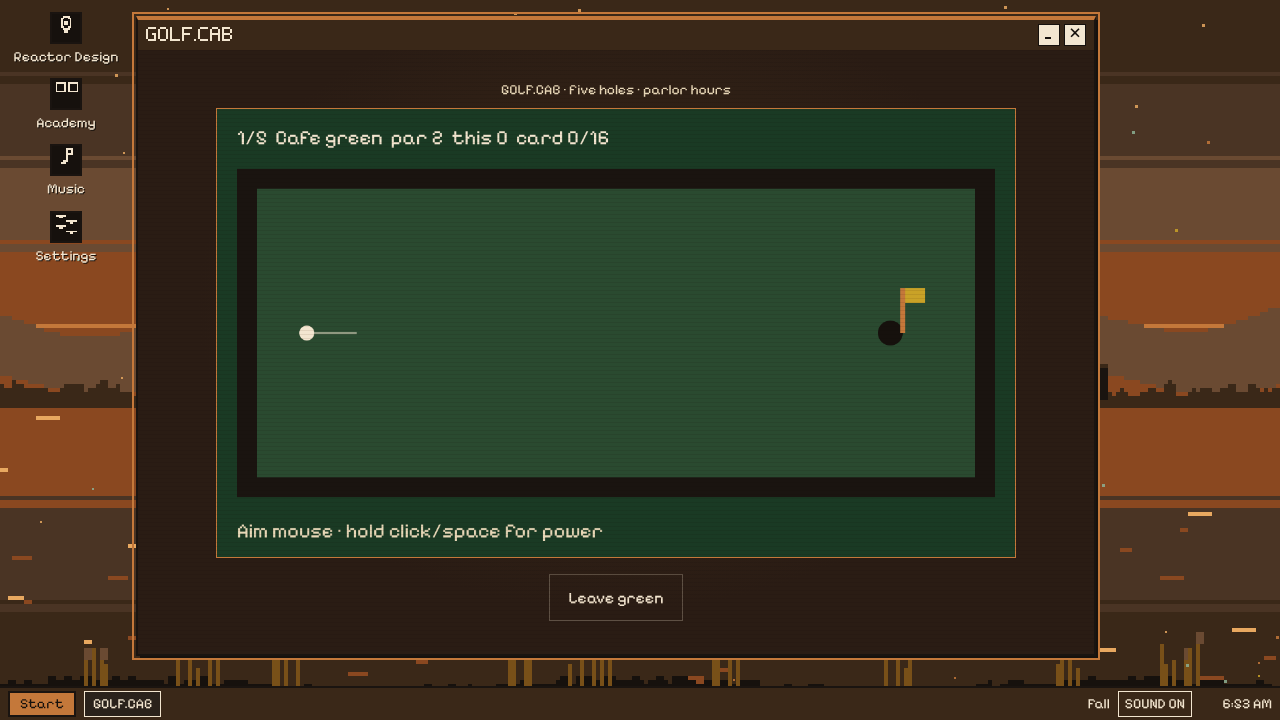 GOLF.CAB
Reactor Design
Academy
Music
Settings
GOLF.CAB · five holes · parlor hours
1/5 Cafe green par 2 this 0 card 0/16
Aim mouse · hold click/space for power
Leave green
Start
GOLF.CAB
Fall
SOUND ON
6:53 AM